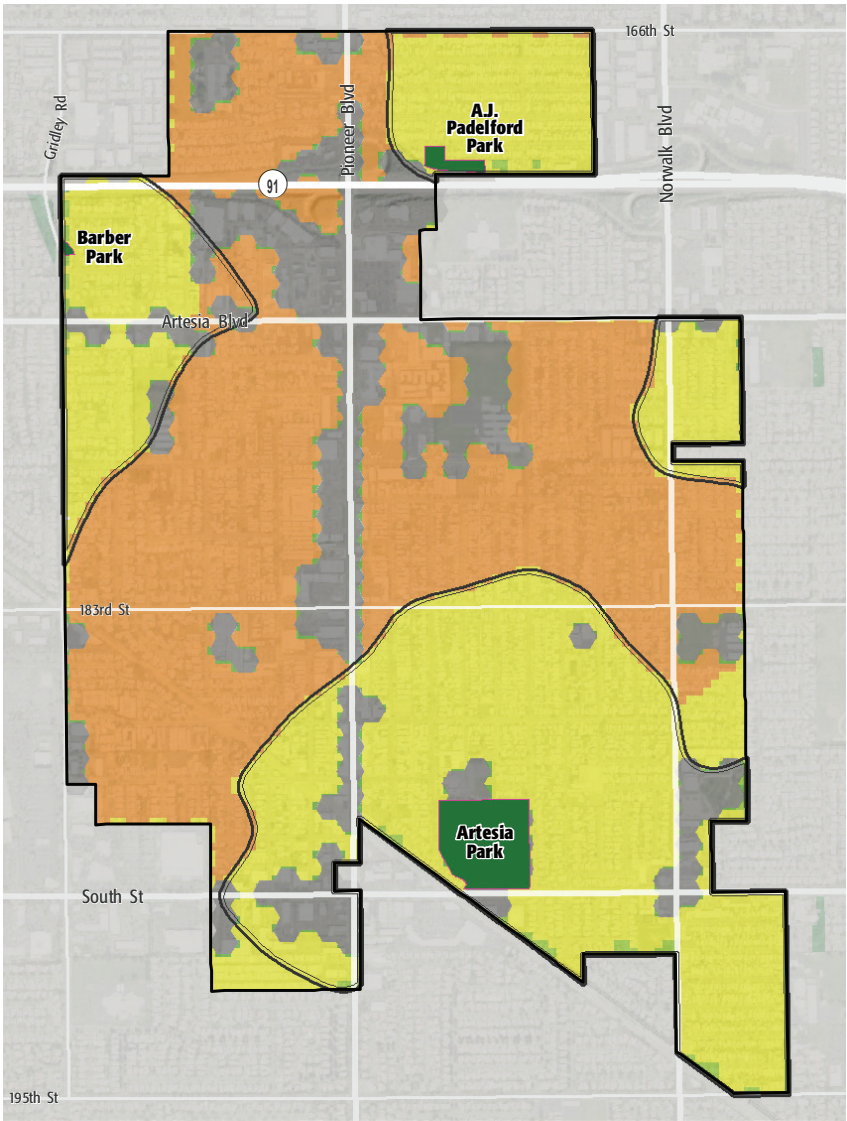 166th St
Gridley Rd
Pioneer Blvd
A.J.
Padelford
Park
Norwalk Blvd
91
Barber
Park
Artesia Blvd
183rd St
Artesia
Park
South St
195th St